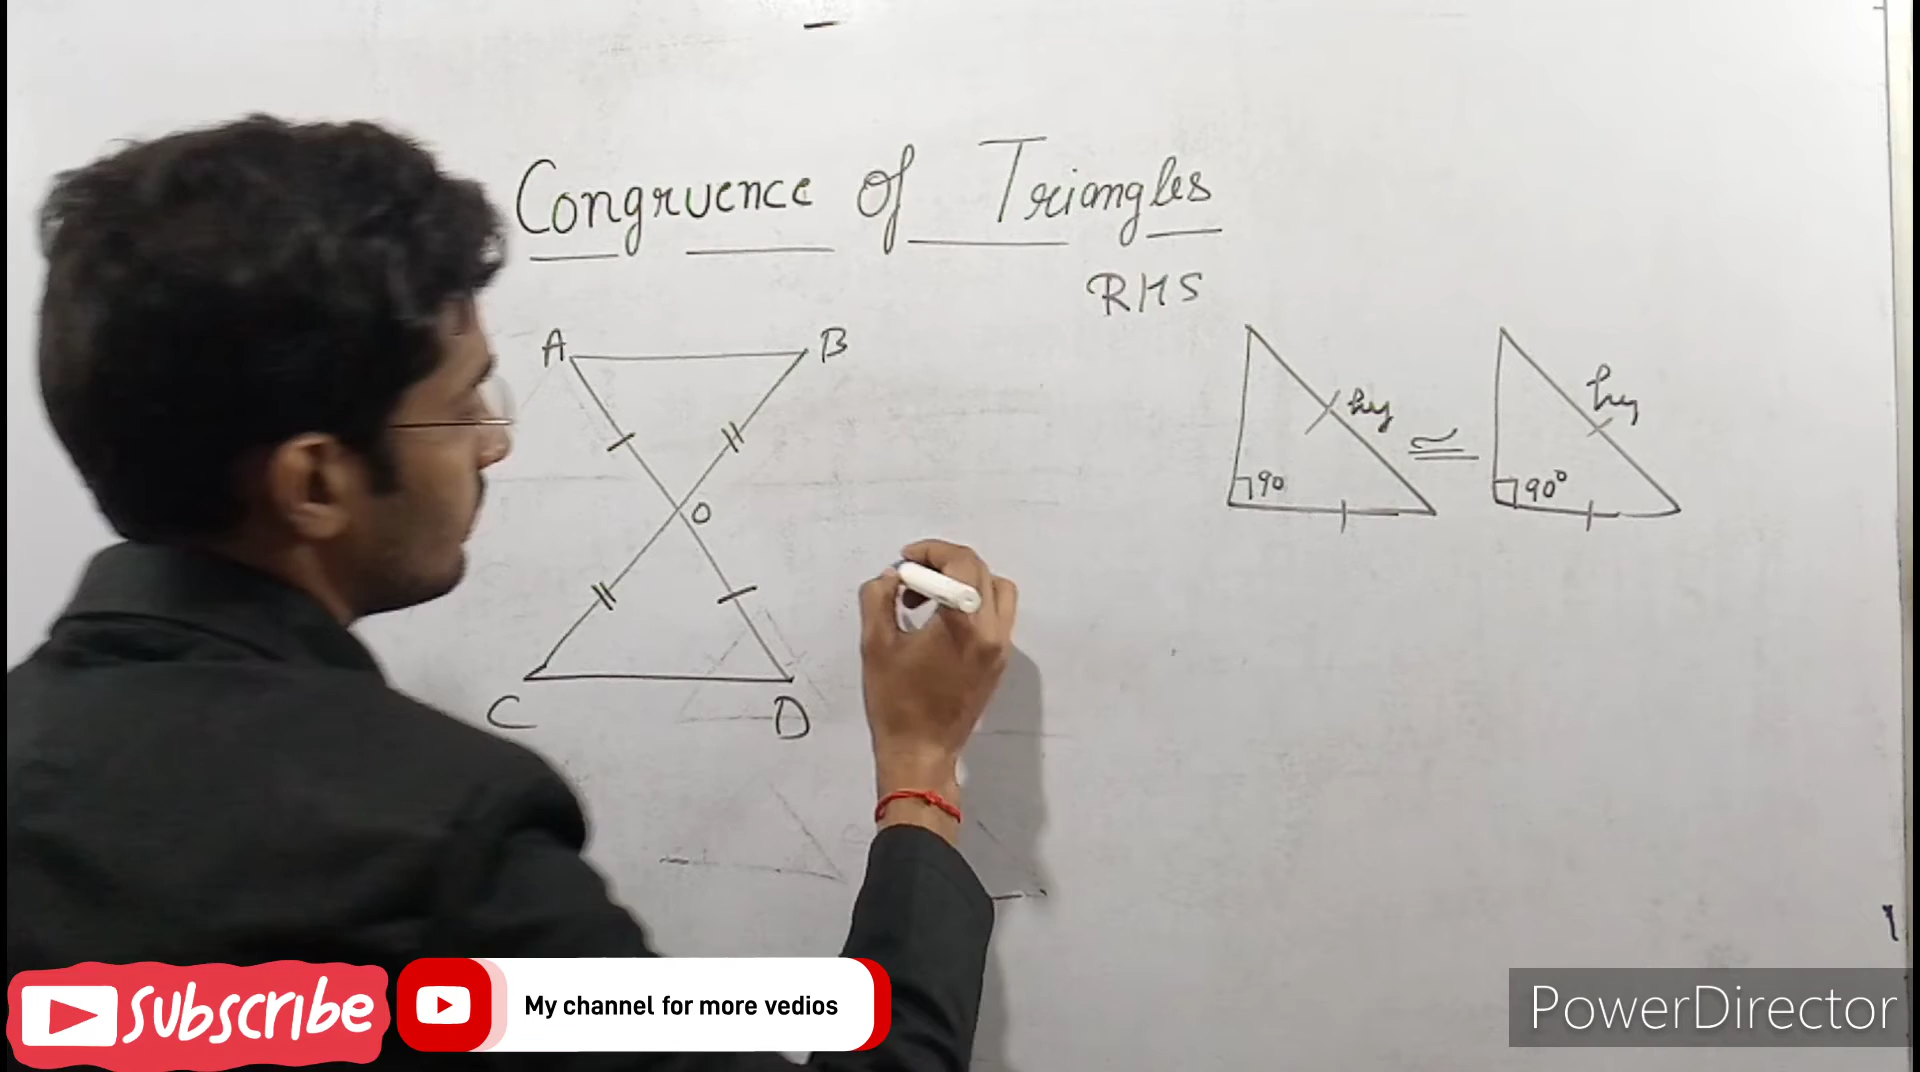 Congruence of Triangles
RHS
A
B
O
C
D
hy
90
≅
hy
90°
Subscribe
My channel for more vedios
PowerDirector